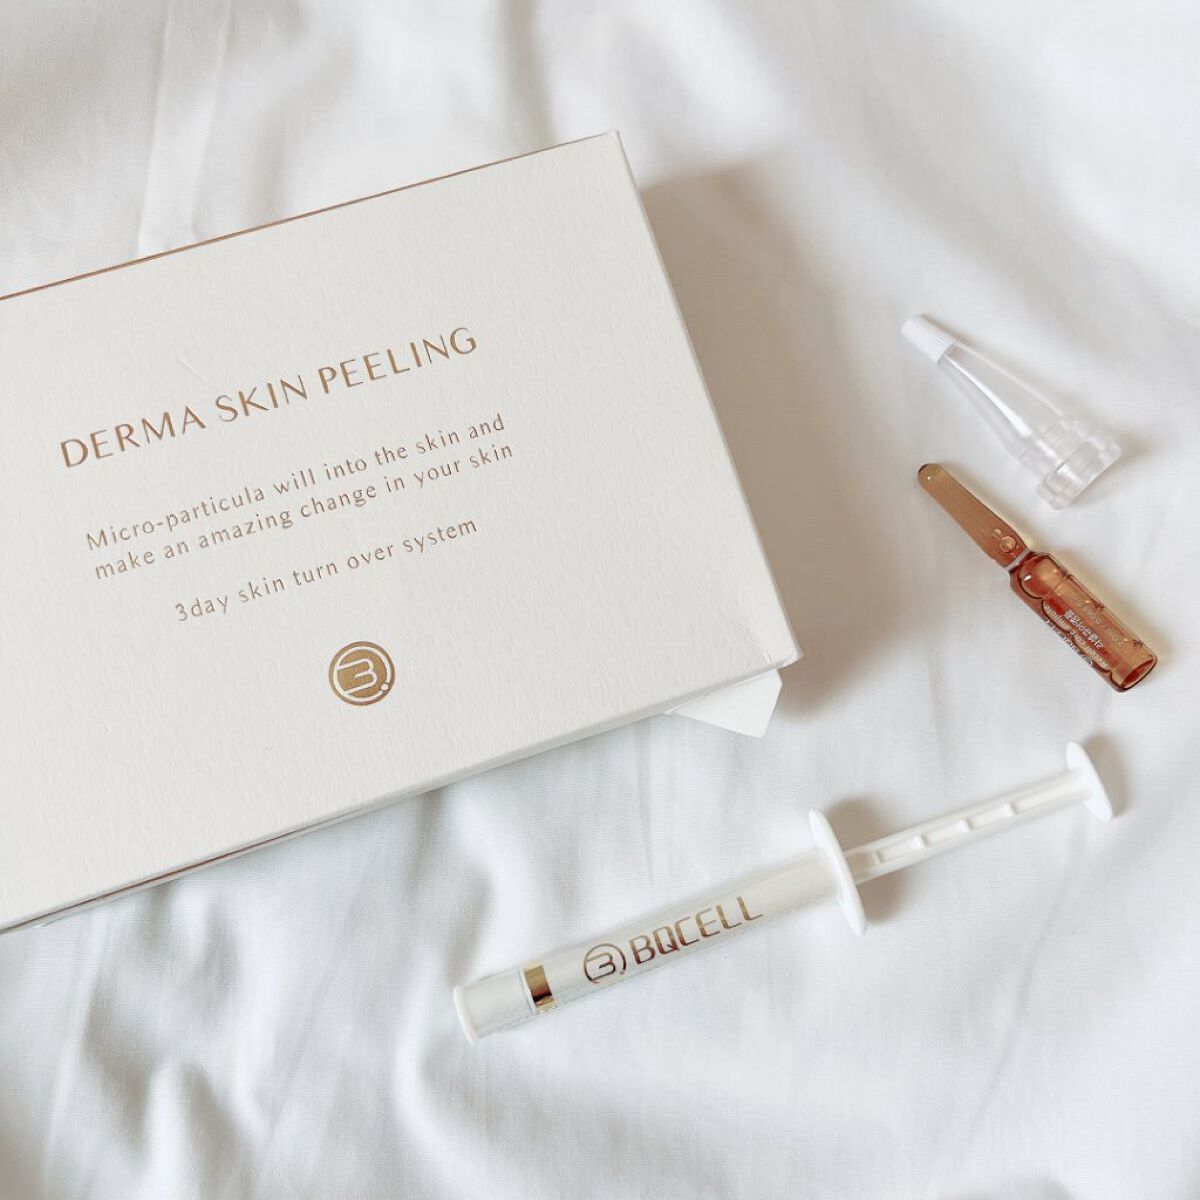 DERMA SKIN PEELING
Micro-particula will into the skin and
make an amazing change in your skin
3day skin turn over system
BQCELL